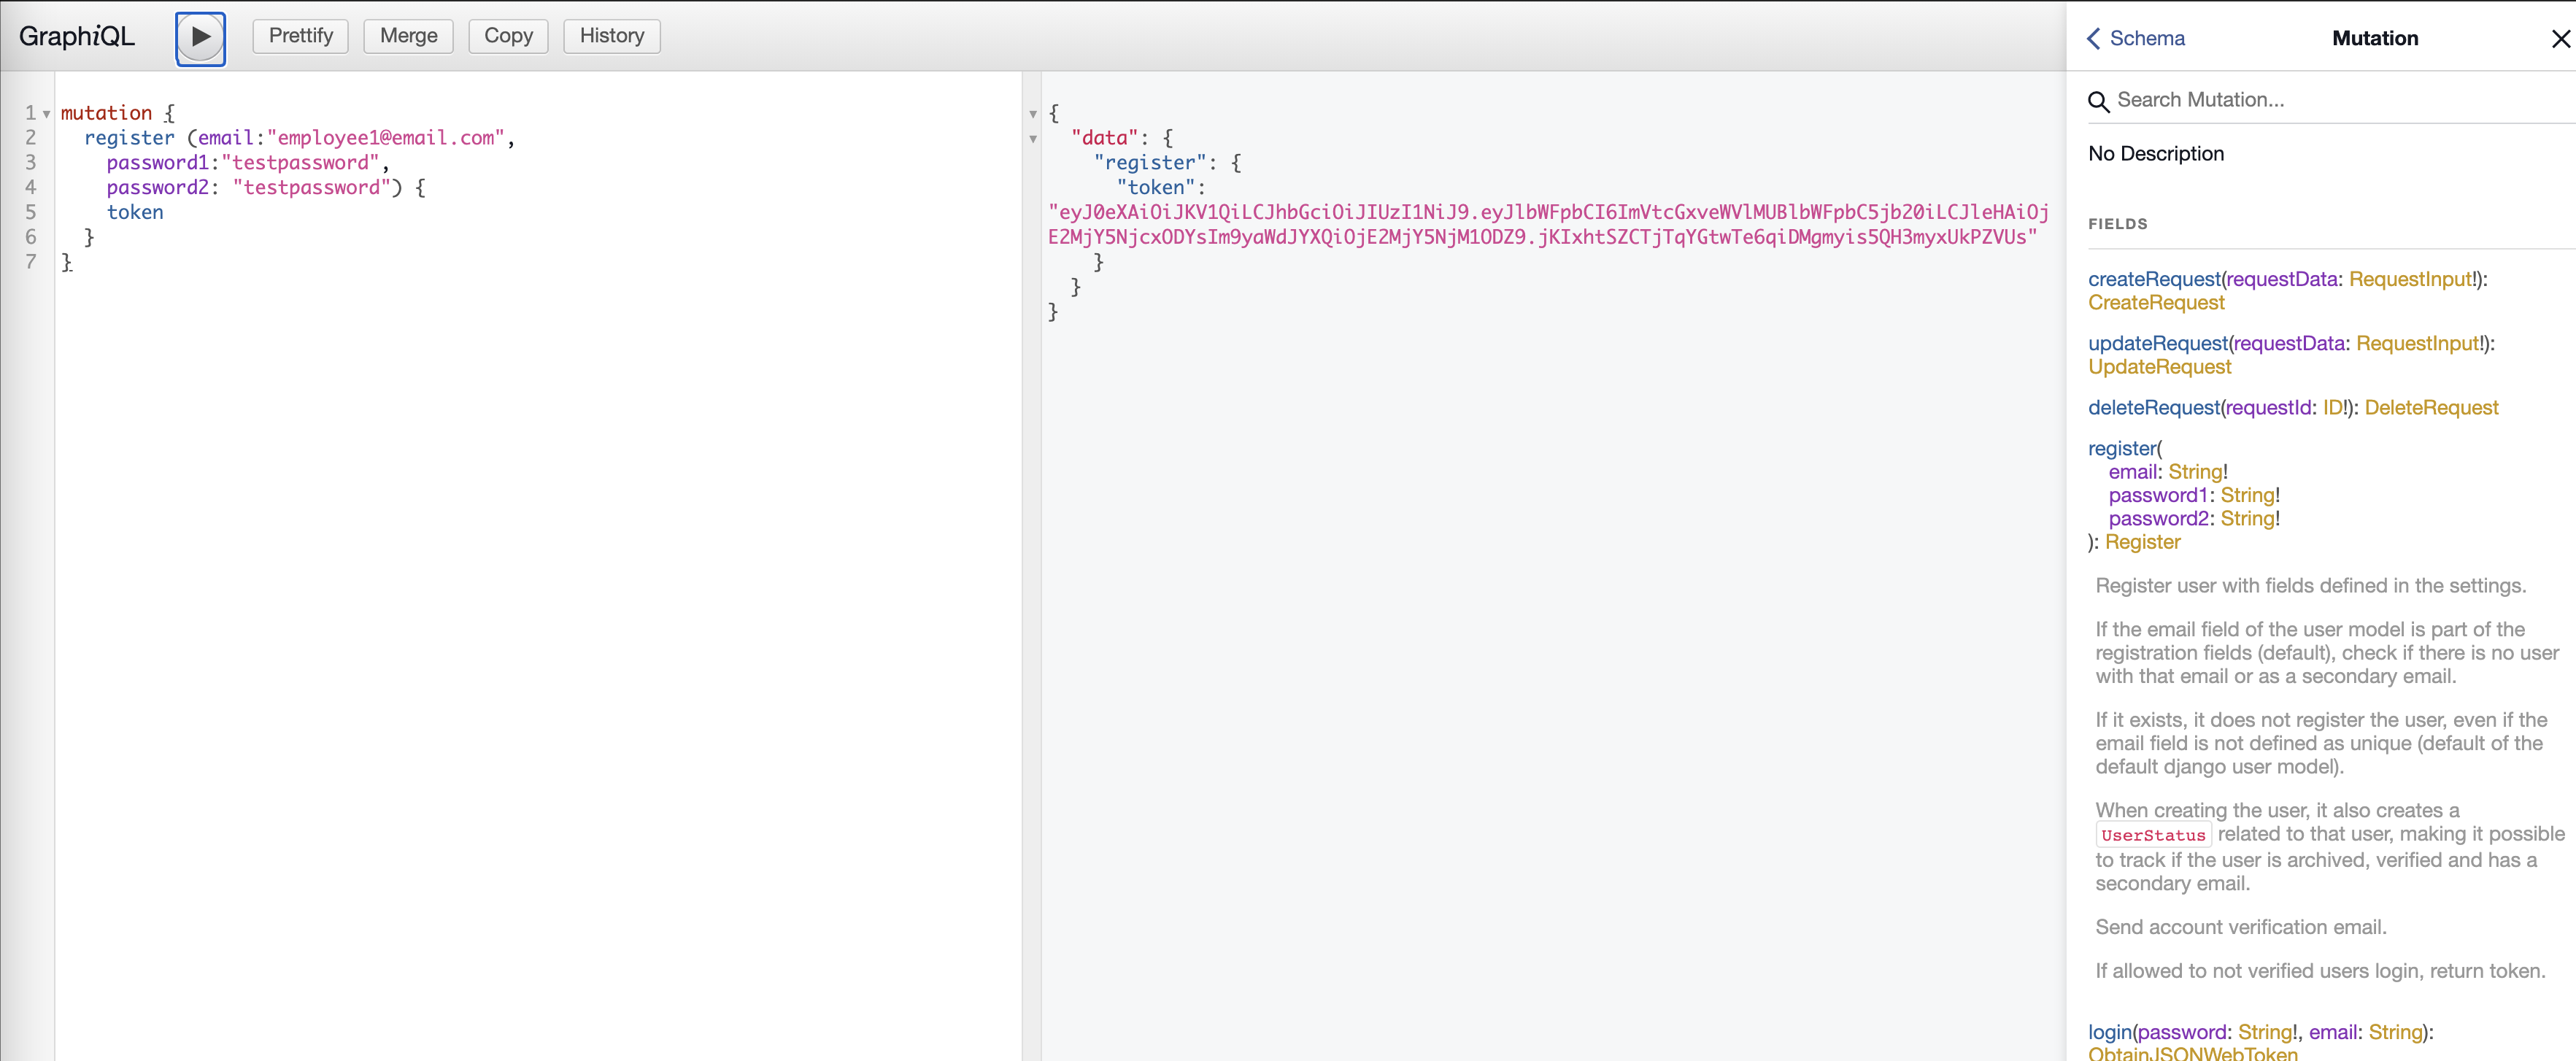 GraphiQL Prettify Merge Copy History
1 mutation {
2 register (email:"employee1@email.com",
3 password1:"testpassword",
4 password2: "testpassword") {
5 token
6 }
7 }
{
"data": {
"register": {
"token":
"eyJ0eXAiOiJKV1QiLCJhbGciOiJIUzI1NiJ9.eyJlbWFpbCI6ImVtcGxveWVlMUBlbWFpbC5jb20iLCJleHAiOj
E2MjY5NjcxODYsIm9yaWdJYXQiOjE2MjY5NjM1ODZ9.jKIxhtSZCTjTqYGtwTe6qiDMgmyis5QH3myxUkPZVUs"
}
}
}
Schema Mutation
Search Mutation...
No Description
FIELDS
createRequest(requestData: RequestInput!):
CreateRequest
updateRequest(requestData: RequestInput!):
UpdateRequest
deleteRequest(requestId: ID!): DeleteRequest
register(
email: String!
password1: String!
password2: String!
): Register
Register user with fields defined in the settings.
If the email field of the user model is part of the
registration fields (default), check if there is no user
with that email or as a secondary email.
If it exists, it does not register the user, even if the
email field is not defined as unique (default of the
default django user model).
When creating the user, it also creates a
UserStatus related to that user, making it possible
to track if the user is archived, verified and has a
secondary email.
Send account verification email.
If allowed to not verified users login, return token.
login(password: String!, email: String):
ObtainJSONWebToken